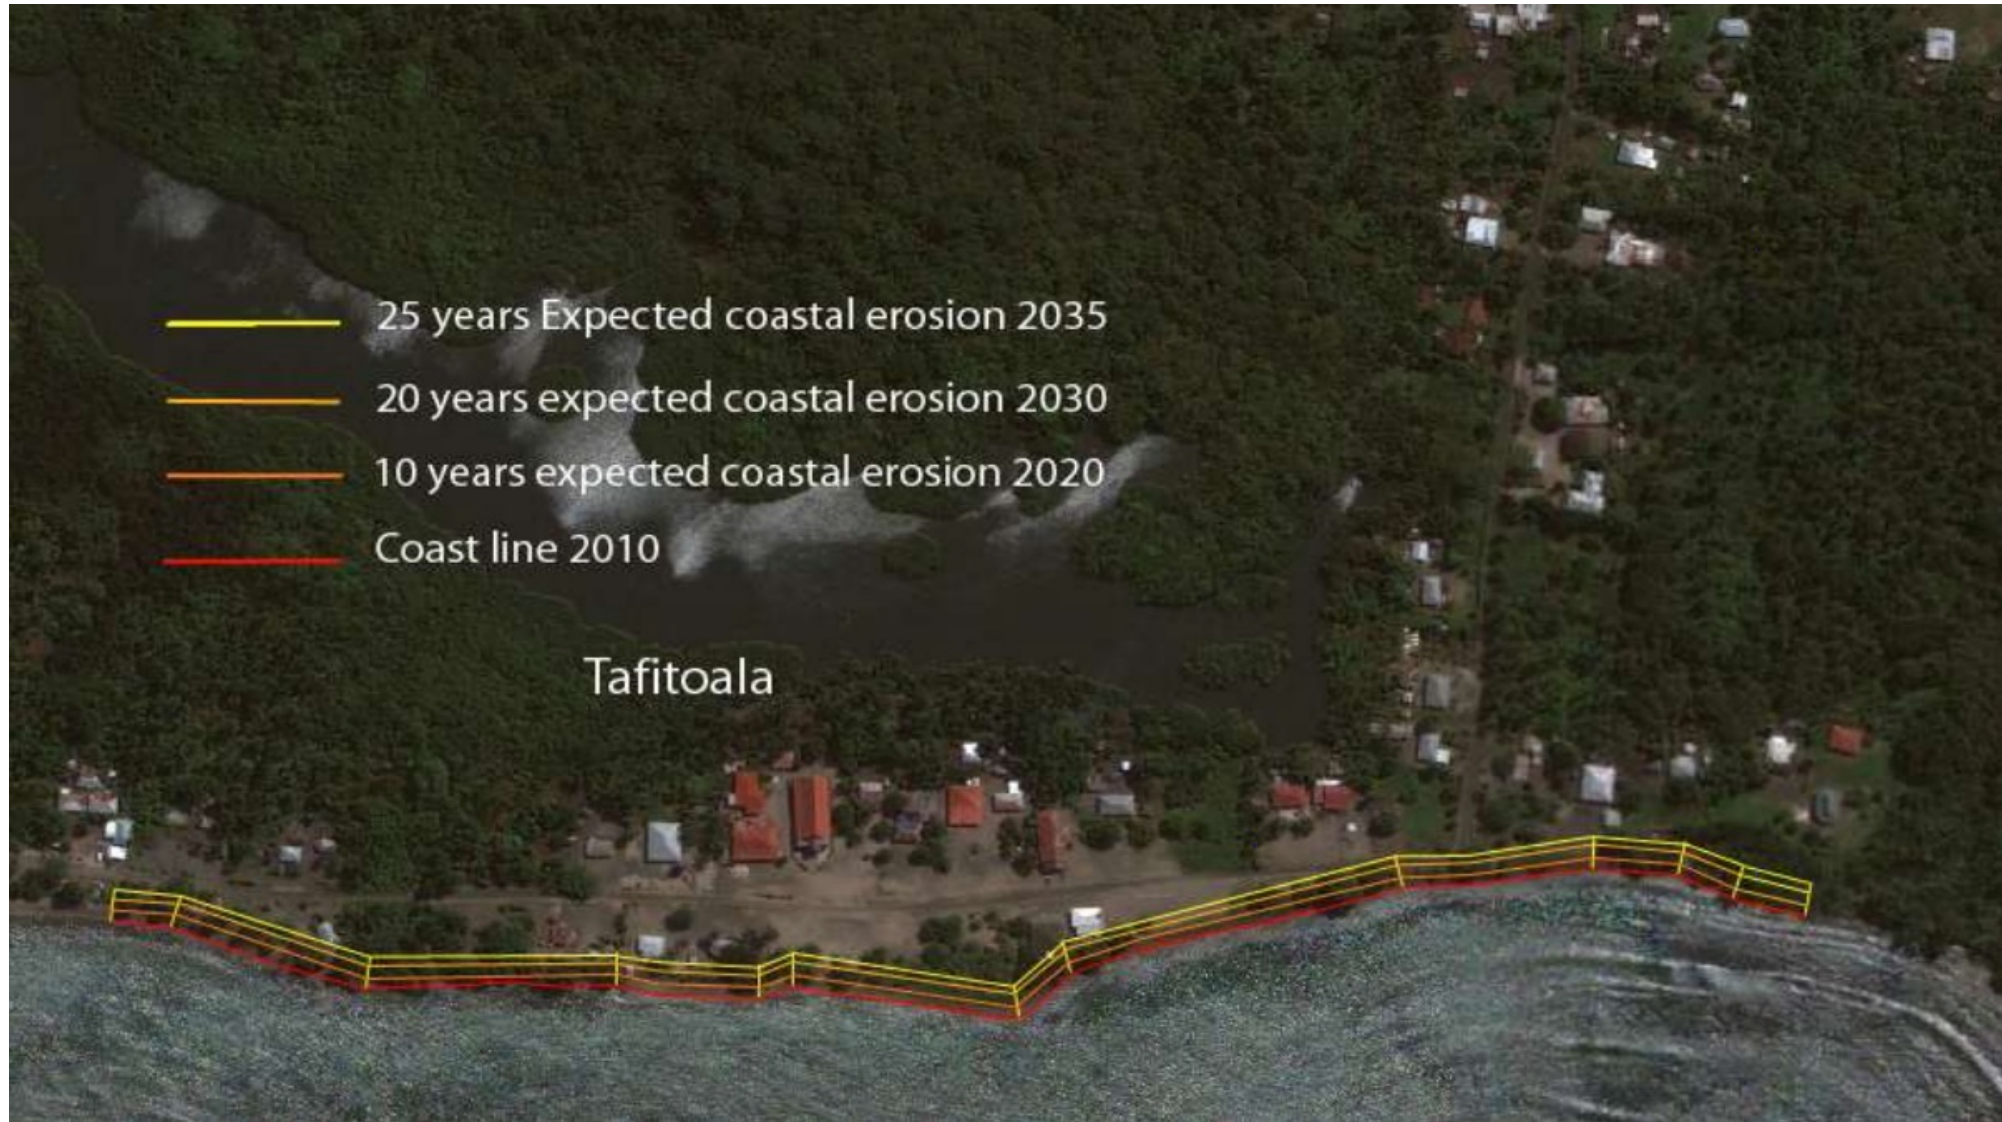 25 years Expected coastal erosion 2035
20 years expected coastal erosion 2030
10 years expected coastal erosion 2020
Coast line 2010
Tafitoala